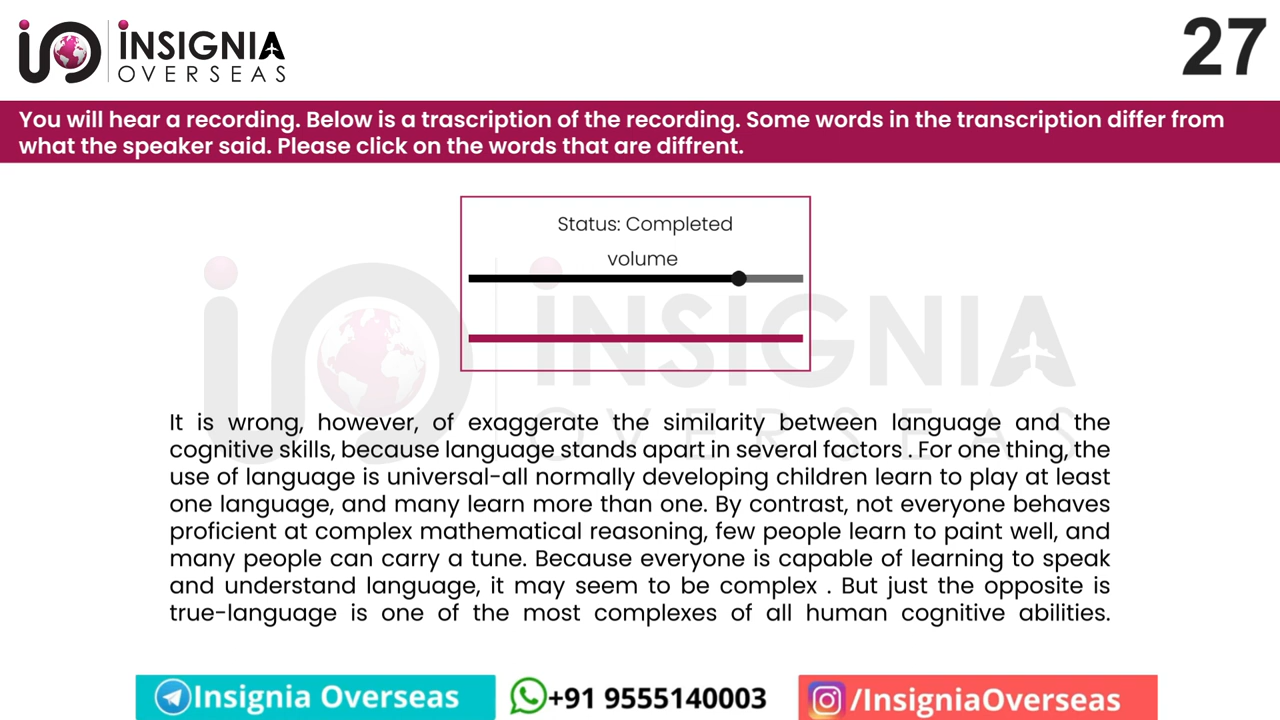 iNSIGNIA
OVERSEAS
27
You will hear a recording. Below is a trascription of the recording. Some words in the transcription differ from
what the speaker said. Please click on the words that are diffrent.
Status: Completed
volume
iNSIGNIA
OVERSEAS
It is wrong, however, of exaggerate the similarity between language and the
cognitive skills, because language stands apart in several factors . For one thing, the
use of language is universal-all normally developing children learn to play at least
one language, and many learn more than one. By contrast, not everyone behaves
proficient at complex mathematical reasoning, few people learn to paint well, and
many people can carry a tune. Because everyone is capable of learning to speak
and understand language, it may seem to be complex . But just the opposite is
true-language is one of the most complexes of all human cognitive abilities.
Insignia Overseas
+91 9555140003
/InsigniaOverseas